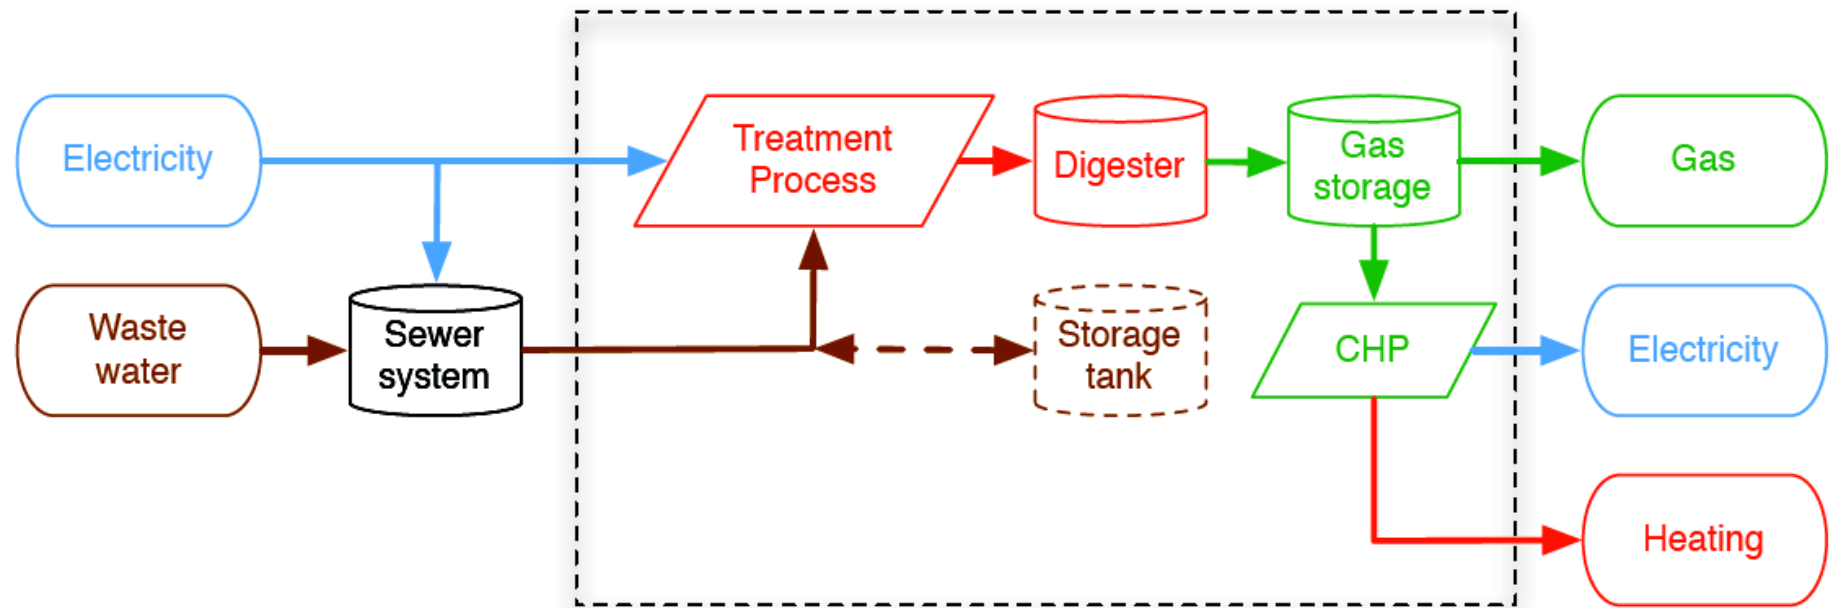 Electricity
Treatment
Process
Digester
Gas
storage
Gas
Waste
water
Sewer
system
Storage
tank
CHP
Electricity
Heating